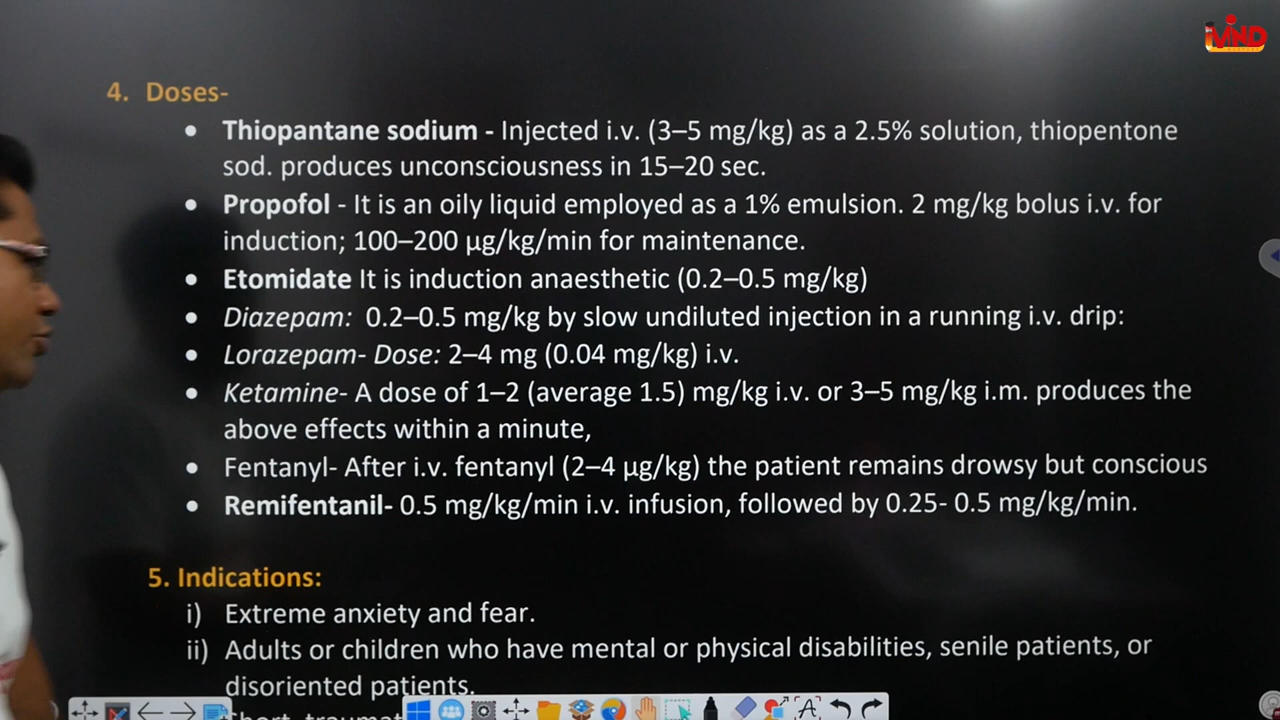 iMIND
4. Doses-
• Thiopantane sodium - Injected i.v. (3–5 mg/kg) as a 2.5% solution, thiopentone
sod. produces unconsciousness in 15–20 sec.
• Propofol - It is an oily liquid employed as a 1% emulsion. 2 mg/kg bolus i.v. for
induction; 100–200 µg/kg/min for maintenance.
• Etomidate It is induction anaesthetic (0.2–0.5 mg/kg)
• Diazepam: 0.2–0.5 mg/kg by slow undiluted injection in a running i.v. drip:
• Lorazepam- Dose: 2–4 mg (0.04 mg/kg) i.v.
• Ketamine- A dose of 1–2 (average 1.5) mg/kg i.v. or 3–5 mg/kg i.m. produces the
above effects within a minute,
• Fentanyl- After i.v. fentanyl (2–4 µg/kg) the patient remains drowsy but conscious
• Remifentanil- 0.5 mg/kg/min i.v. infusion, followed by 0.25- 0.5 mg/kg/min.
5. Indications:
i) Extreme anxiety and fear.
ii) Adults or children who have mental or physical disabilities, senile patients, or
disoriented patients.